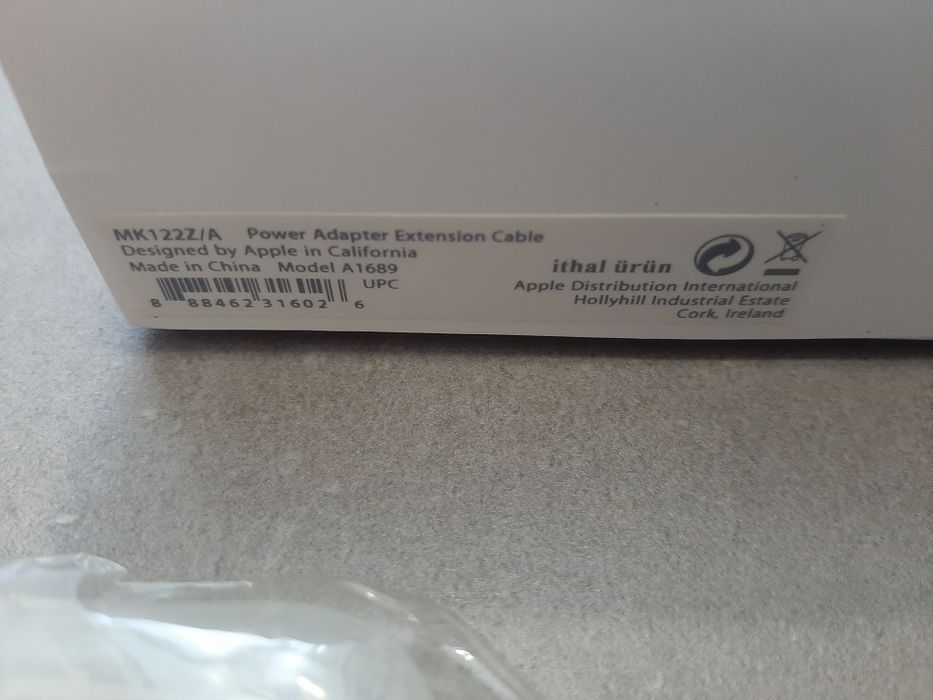 MK122Z/A Power Adapter Extension Cable
Designed by Apple in California
Made in China Model A1689
UPC
8 88462 31602 6
ithal ürün
Apple Distribution International
Hollyhill Industrial Estate
Cork, Ireland